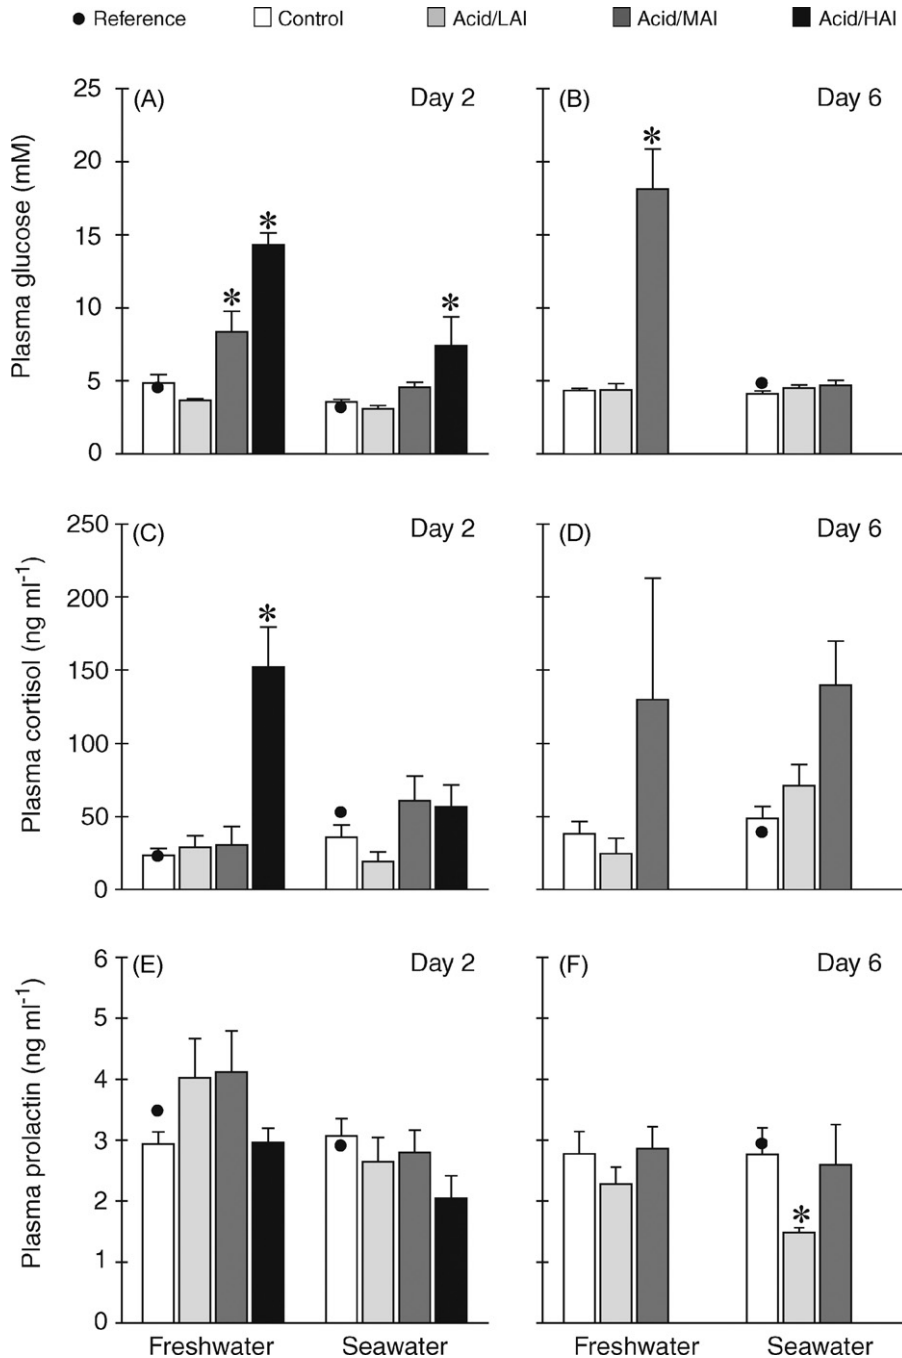 Reference Control Acid/LAI Acid/MAI Acid/HAI
(A) Day 2
(B) Day 6
Plasma glucose (mM)
25
20
15
10
5
0
* * *
*
(C) Day 2
(D) Day 6
Plasma cortisol (ng ml⁻¹)
250
200
150
100
50
0
*
(E) Day 2
(F) Day 6
Plasma prolactin (ng ml⁻¹)
6
5
4
3
2
1
0
*
Freshwater Seawater Freshwater Seawater